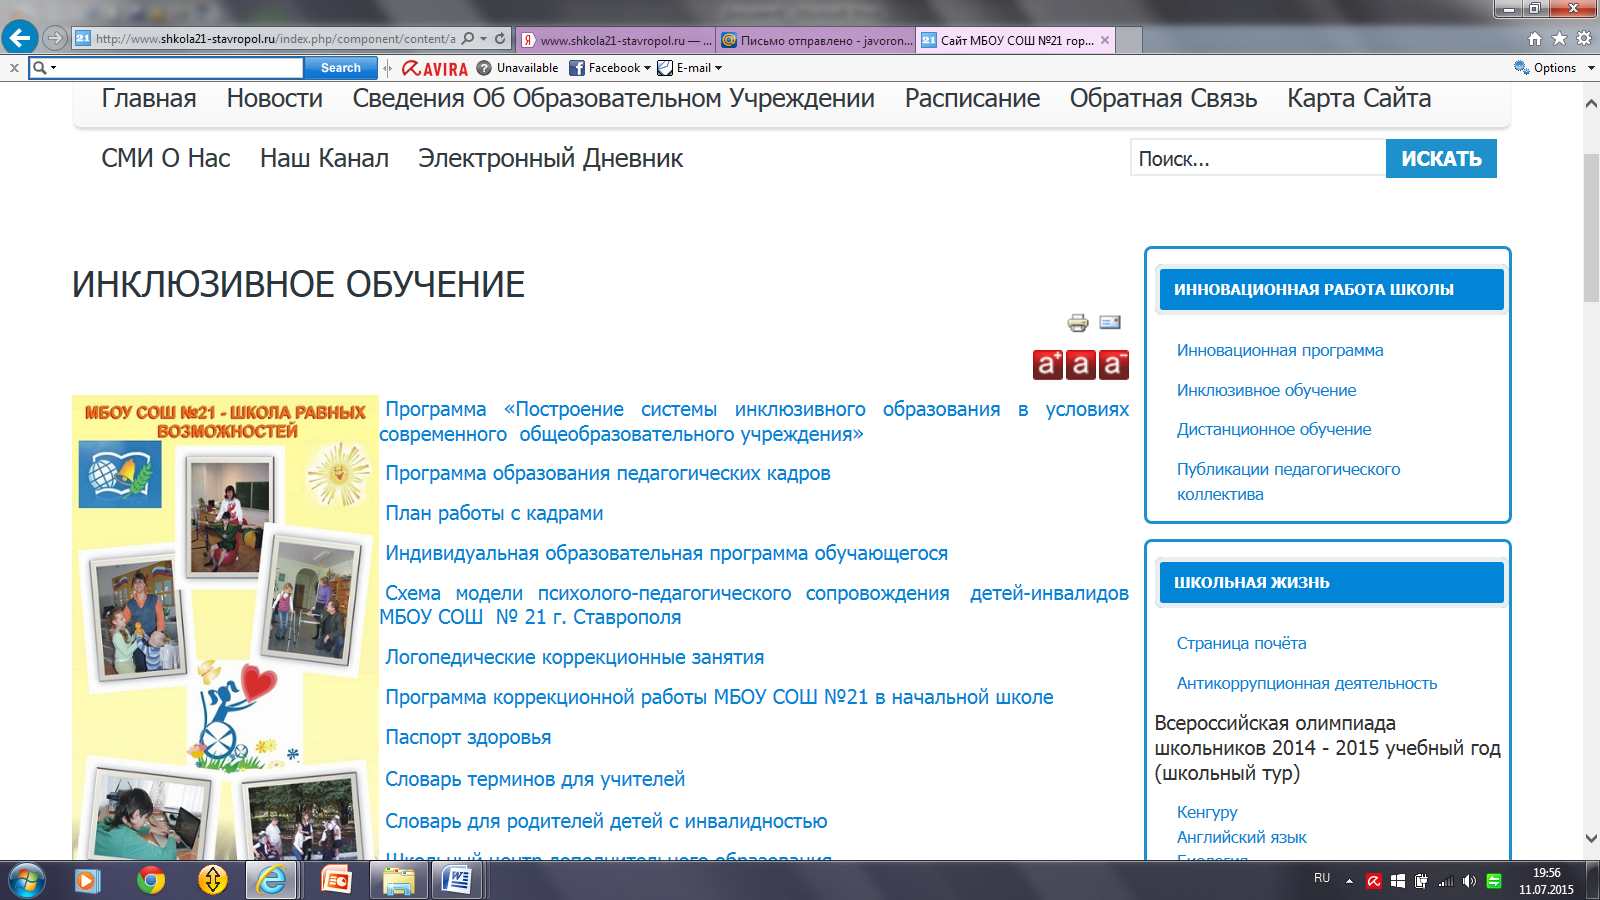 http://www.shkola21-stavropol.ru/index.php/component/content/a
www.shkola21-stavropol.ru — ...
Письмо отправлено - javoron...
21 Сайт МБОУ СОШ №21 гор...
Search
AVIRA
Unavailable
Facebook
E-mail
Options
Главная Новости Сведения Об Образовательном Учреждении Расписание Обратная Связь Карта Сайта
СМИ О Нас Наш Канал Электронный Дневник
Поиск... ИСКАТЬ
ИНКЛЮЗИВНОЕ ОБУЧЕНИЕ
a+ a a-
МБОУ СОШ №21 - ШКОЛА РАВНЫХ
ВОЗМОЖНОСТЕЙ
Программа «Построение системы инклюзивного образования в условиях
современного общеобразовательного учреждения»
Программа образования педагогических кадров
План работы с кадрами
Индивидуальная образовательная программа обучающегося
Схема модели психолого-педагогического сопровождения детей-инвалидов
МБОУ СОШ № 21 г. Ставрополя
Логопедические коррекционные занятия
Программа коррекционной работы МБОУ СОШ №21 в начальной школе
Паспорт здоровья
Словарь терминов для учителей
Словарь для родителей детей с инвалидностью
Школьный центр дополнительного образования
ИННОВАЦИОННАЯ РАБОТА ШКОЛЫ
Инновационная программа
Инклюзивное обучение
Дистанционное обучение
Публикации педагогического
коллектива
ШКОЛЬНАЯ ЖИЗНЬ
Страница почёта
Антикоррупционная деятельность
Всероссийская олимпиада
школьников 2014 - 2015 учебный год
(школьный тур)
Кенгуру
Английский язык
Биология
RU
19:56
11.07.2015